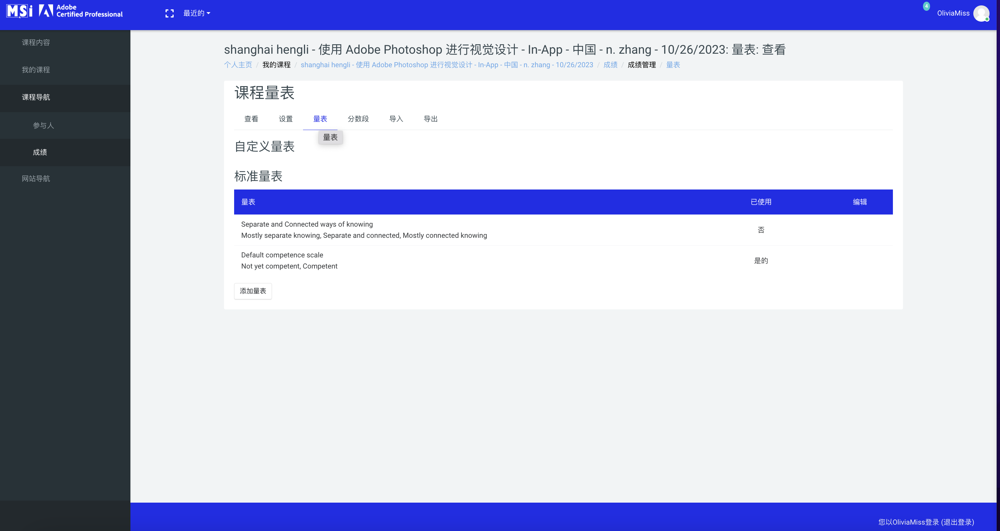 MSi Adobe Certified Professional
最近的
4
OliviaMiss
课程内容
我的课程
课程导航
参与人
成绩
网站导航
shanghai hengli - 使用 Adobe Photoshop 进行视觉设计 - In-App - 中国 - n. zhang - 10/26/2023: 量表: 查看
个人主页 / 我的课程 / shanghai hengli - 使用 Adobe Photoshop 进行视觉设计 - In-App - 中国 - n. zhang - 10/26/2023 / 成绩 / 成绩管理 / 量表
课程量表
查看 设置 量表 分数段 导入 导出
量表
自定义量表
标准量表
量表 已使用 编辑
Separate and Connected ways of knowing
Mostly separate knowing, Separate and connected, Mostly connected knowing
否
Default competence scale
Not yet competent, Competent
是的
添加量表
您以OliviaMiss登录 (退出登录)